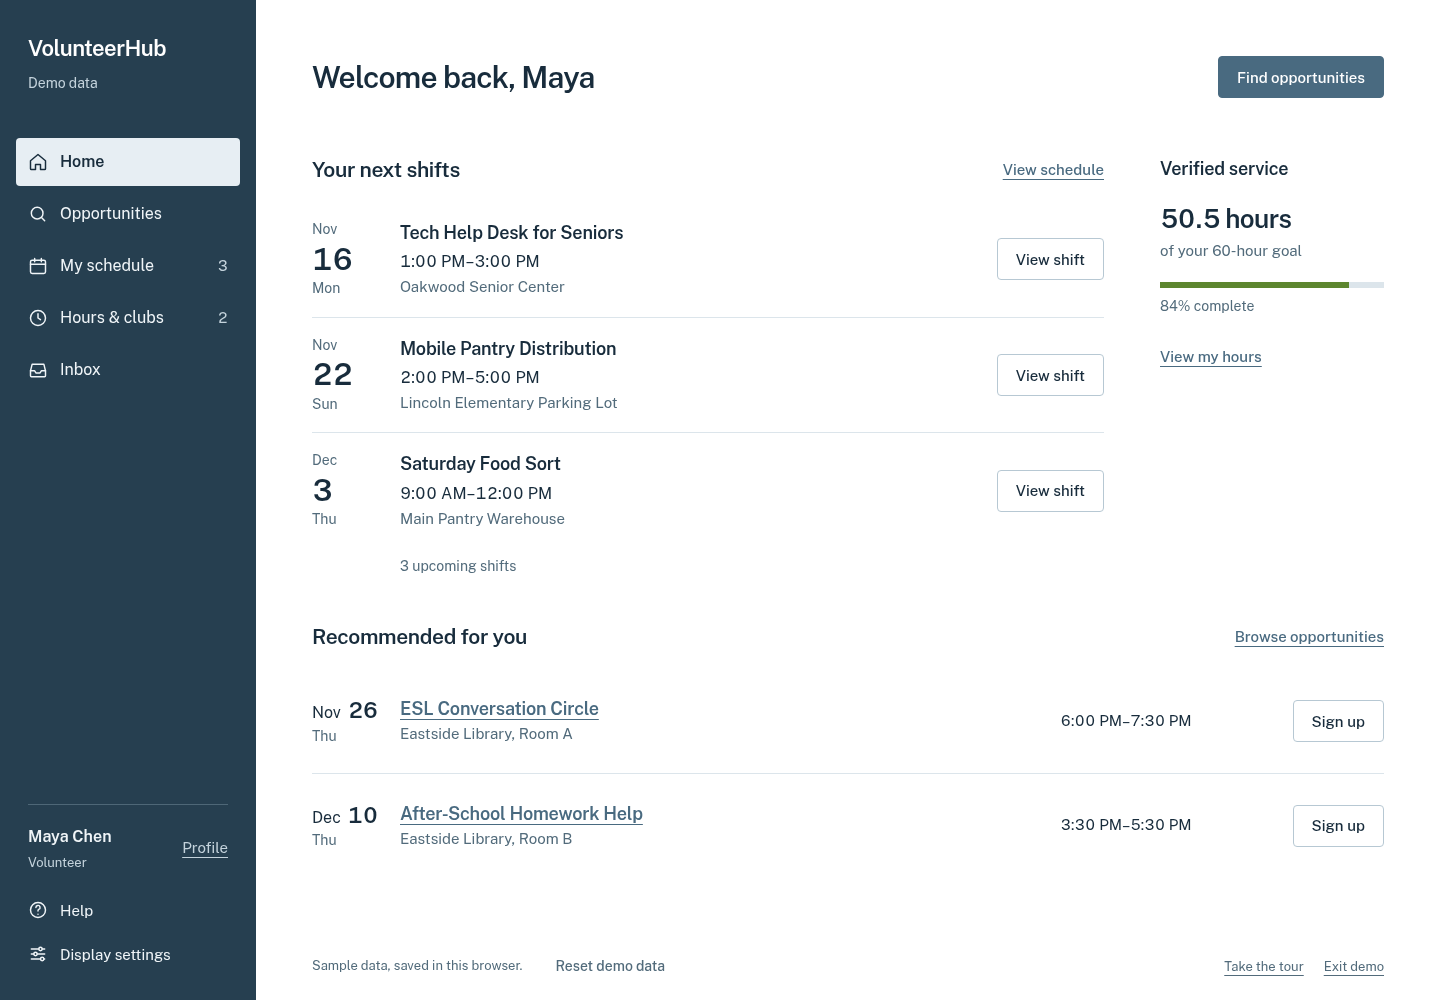 VolunteerHub
Demo data
Home
Opportunities
My schedule 3
Hours & clubs 2
Inbox
Maya Chen
Volunteer
Profile
Help
Display settings
Welcome back, Maya
Find opportunities
Your next shifts
View schedule
Nov
16
Mon
Tech Help Desk for Seniors
1:00 PM–3:00 PM
Oakwood Senior Center
View shift
Nov
22
Sun
Mobile Pantry Distribution
2:00 PM–5:00 PM
Lincoln Elementary Parking Lot
View shift
Dec
3
Thu
Saturday Food Sort
9:00 AM–12:00 PM
Main Pantry Warehouse
View shift
3 upcoming shifts
Verified service
50.5 hours
of your 60-hour goal
84% complete
View my hours
Recommended for you
Browse opportunities
Nov 26
Thu
ESL Conversation Circle
Eastside Library, Room A
6:00 PM–7:30 PM
Sign up
Dec 10
Thu
After-School Homework Help
Eastside Library, Room B
3:30 PM–5:30 PM
Sign up
Sample data, saved in this browser.
Reset demo data
Take the tour
Exit demo